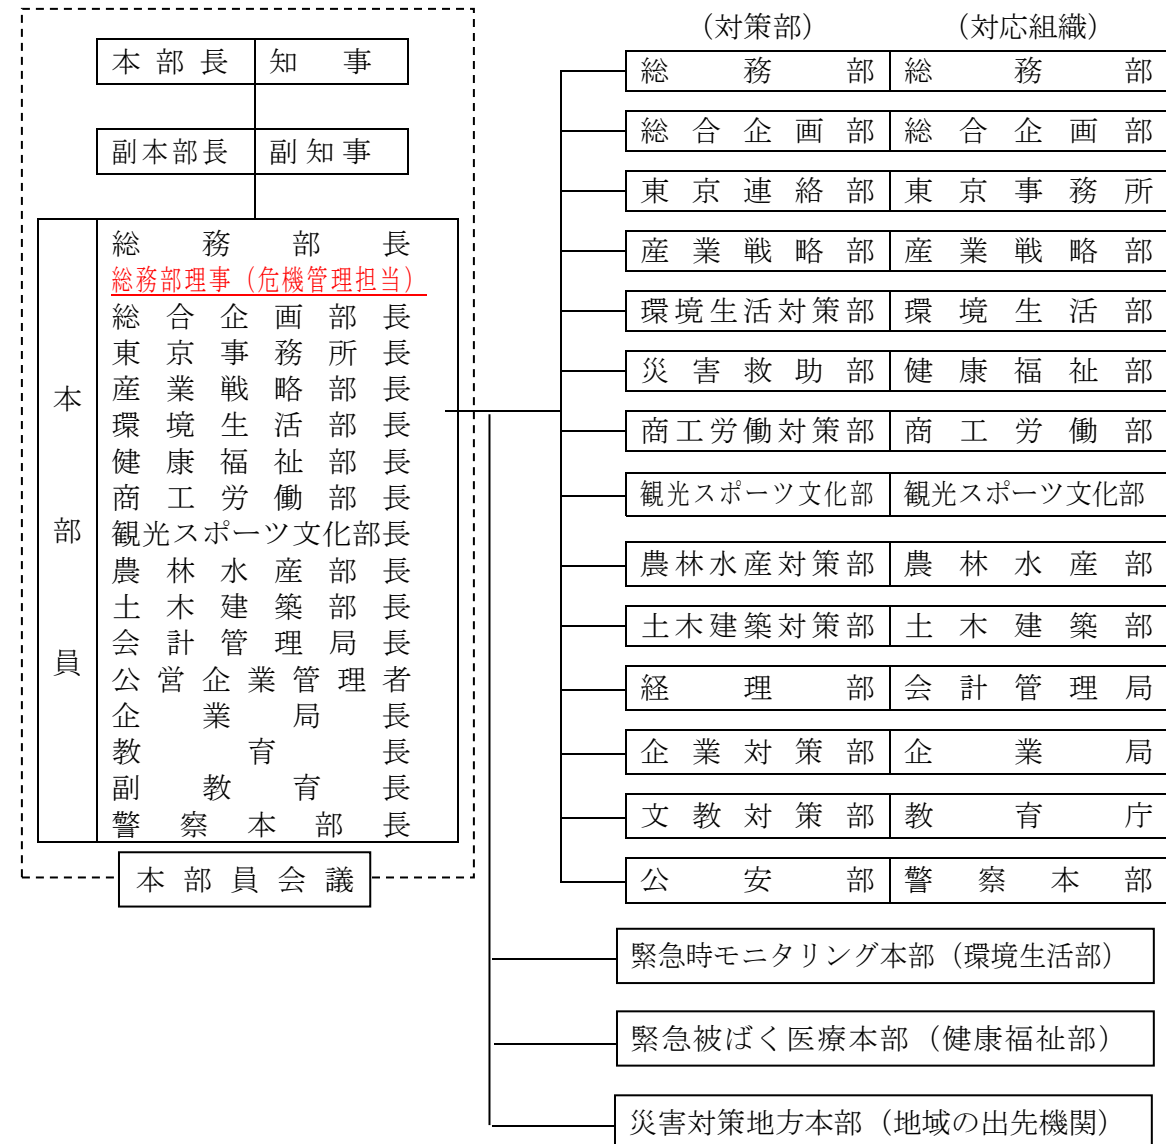 本部長 知事
副本部長 副知事
本部員
総務部長
総務部理事（危機管理担当）
総合企画部長
東京事務所長
産業戦略部長
環境生活部長
健康福祉部長
商工労働部長
観光スポーツ文化部長
農林水産部長
土木建築部長
会計管理局長
公営企業管理者
企業局長
教育長
副教育長
警察本部長
本部員会議
（対策部） （対応組織）
総務部 総務部
総合企画部 総合企画部
東京連絡部 東京事務所
産業戦略部 産業戦略部
環境生活対策部 環境生活部
災害救助部 健康福祉部
商工労働対策部 商工労働部
観光スポーツ文化部 観光スポーツ文化部
農林水産対策部 農林水産部
土木建築対策部 土木建築部
経理部 会計管理局
企業対策部 企業局
文教対策部 教育庁
公安部 警察本部
緊急時モニタリング本部（環境生活部）
緊急被ばく医療本部（健康福祉部）
災害対策地方本部（地域の出先機関）